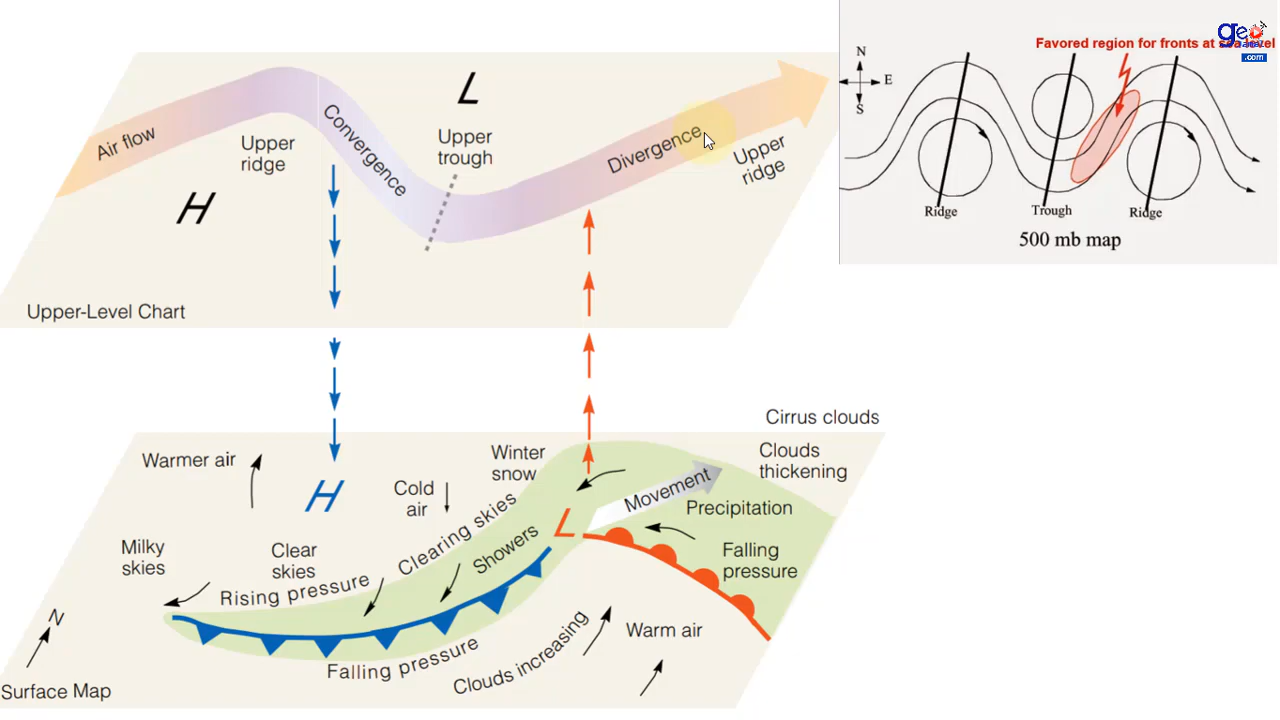 Favored region for fronts at sea level
geo
.com
N
E
S
Ridge
Trough
Ridge
500 mb map
Air flow
Upper
ridge
Convergence
L
Upper
trough
Divergence
Upper
ridge
H
Upper-Level Chart
Cirrus clouds
Clouds
thickening
Warmer air
Winter
snow
H
Cold
air
Movement
Precipitation
Clearing skies
L
Showers
Milky
skies
Clear
skies
Falling
pressure
Rising pressure
N
Warm air
Falling pressure
Clouds increasing
Surface Map